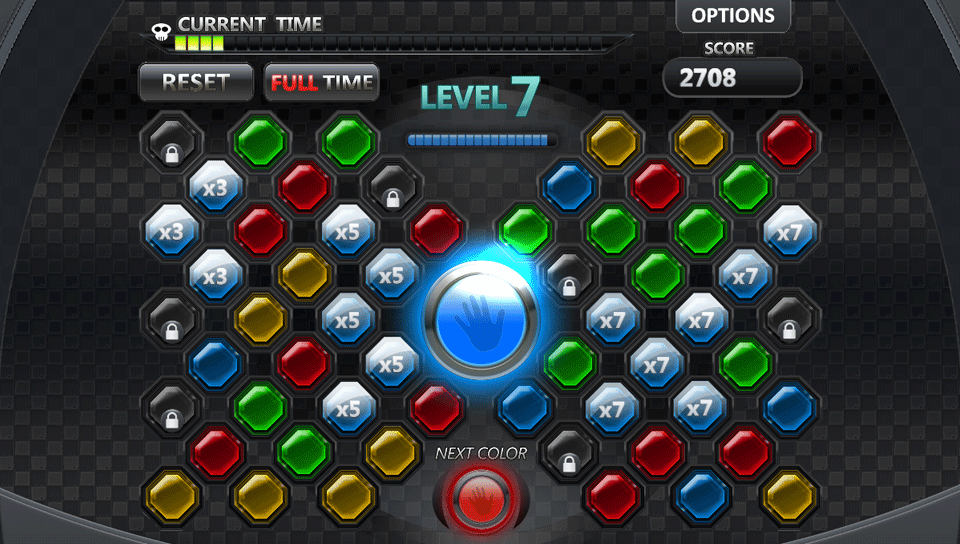 CURRENT TIME
OPTIONS
SCORE
2708
RESET
FULL TIME
LEVEL 7
x3
x3
x5
x7
x3
x5
x7
x5
x7
x7
x5
x7
x5
x7
x7
NEXT COLOR